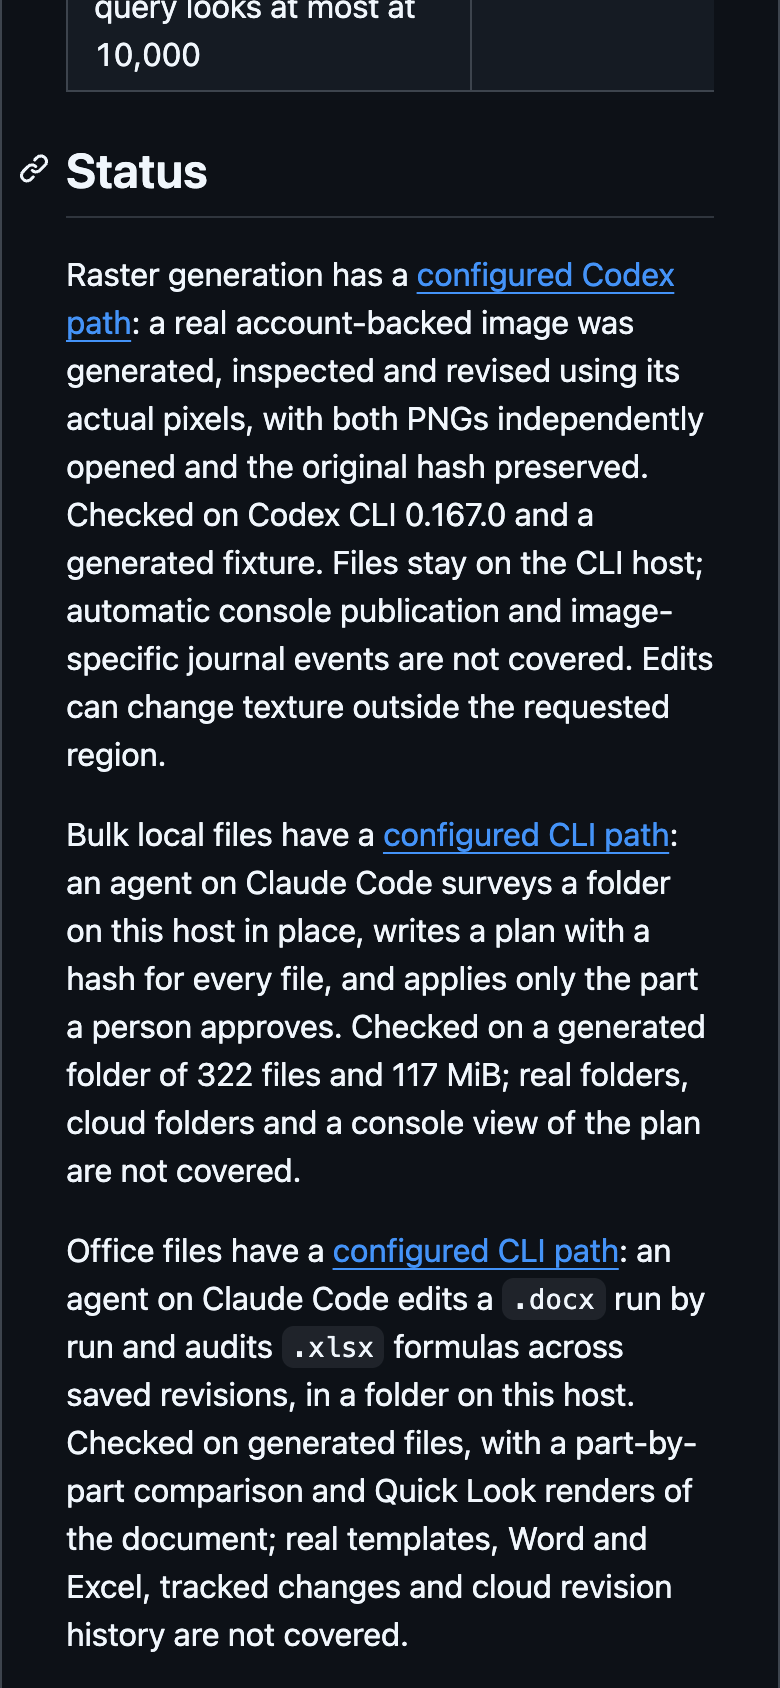 query looks at most at
10,000
Status
Raster generation has a configured Codex
path: a real account-backed image was
generated, inspected and revised using its
actual pixels, with both PNGs independently
opened and the original hash preserved.
Checked on Codex CLI 0.167.0 and a
generated fixture. Files stay on the CLI host;
automatic console publication and image-
specific journal events are not covered. Edits
can change texture outside the requested
region.
Bulk local files have a configured CLI path:
an agent on Claude Code surveys a folder
on this host in place, writes a plan with a
hash for every file, and applies only the part
a person approves. Checked on a generated
folder of 322 files and 117 MiB; real folders,
cloud folders and a console view of the plan
are not covered.
Office files have a configured CLI path: an
agent on Claude Code edits a .docx run by
run and audits .xlsx formulas across
saved revisions, in a folder on this host.
Checked on generated files, with a part-by-
part comparison and Quick Look renders of
the document; real templates, Word and
Excel, tracked changes and cloud revision
history are not covered.